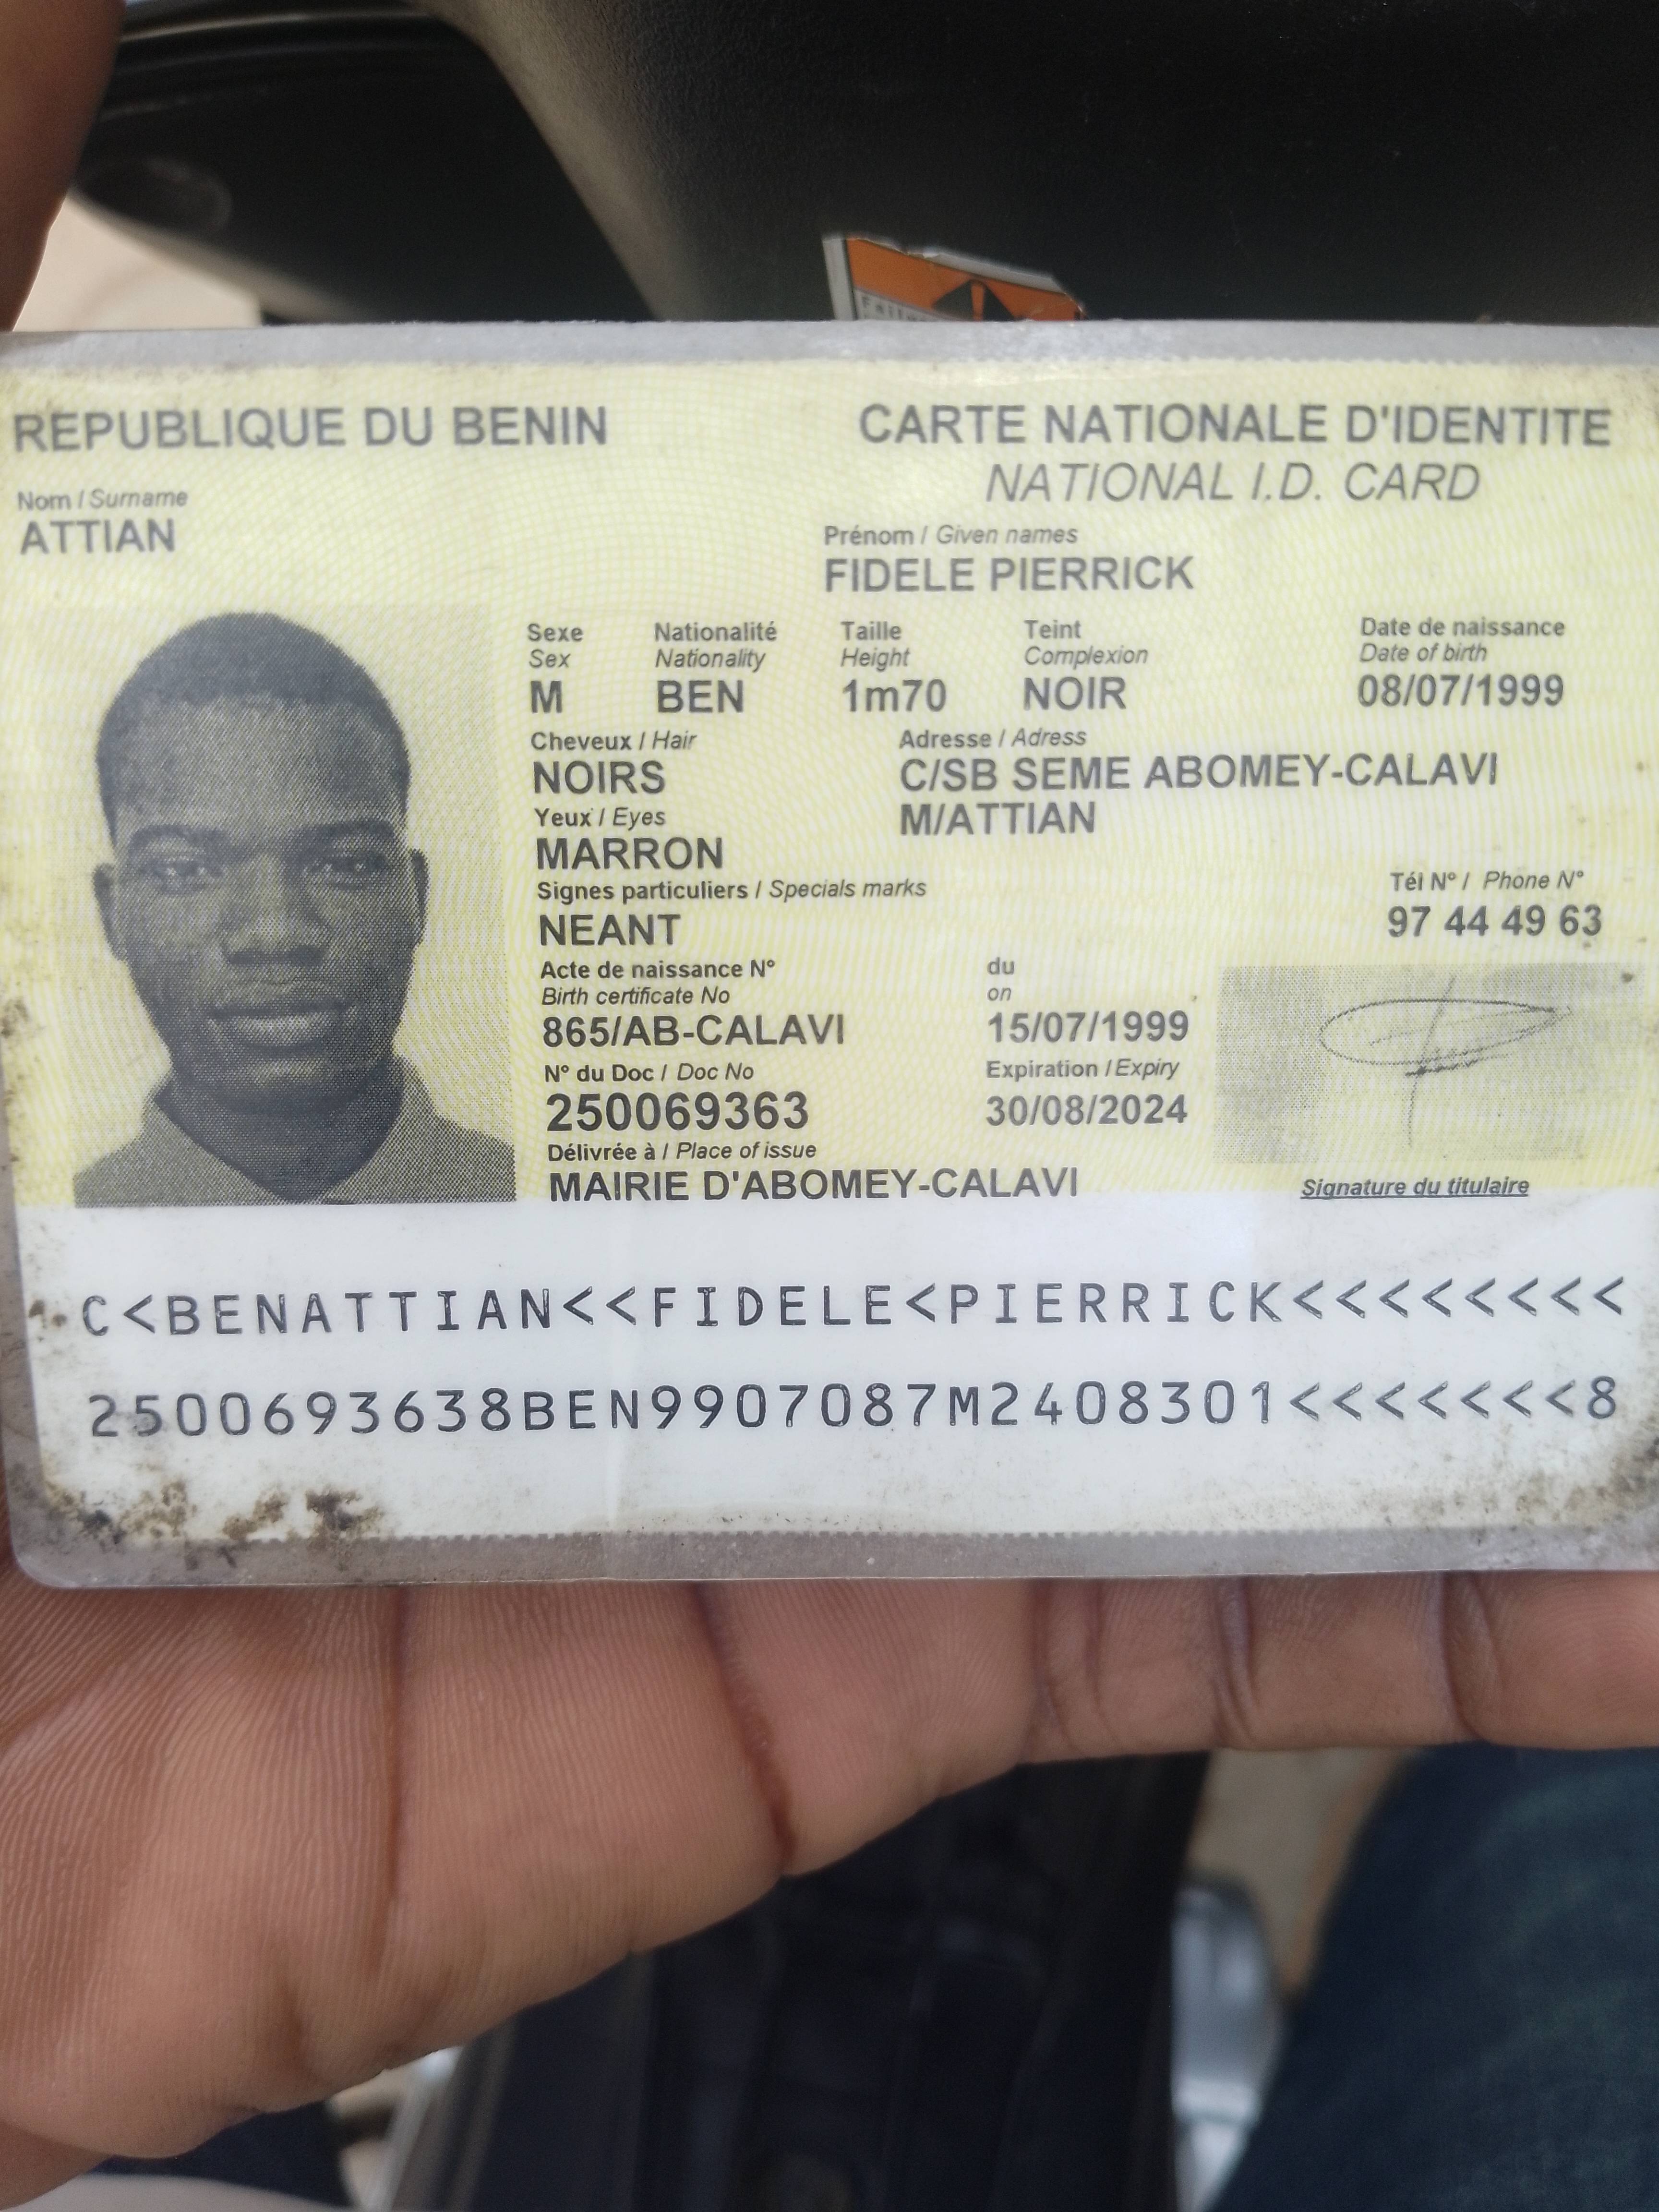 REPUBLIQUE DU BENIN
CARTE NATIONALE D'IDENTITE
NATIONAL I.D. CARD
Nom / Surname
ATTIAN
Prénom / Given names
FIDELE PIERRICK
Sexe Nationalité Taille Teint Date de naissance
Sex Nationality Height Complexion Date of birth
M BEN 1m70 NOIR 08/07/1999
Cheveux / Hair Adresse / Adress
NOIRS C/SB SEME ABOMEY-CALAVI
Yeux / Eyes M/ATTIAN
MARRON
Signes particuliers / Specials marks Tél N° / Phone N°
NEANT 97 44 49 63
Acte de naissance N° du
Birth certificate No on
865/AB-CALAVI 15/07/1999
N° du Doc / Doc No Expiration / Expiry
250069363 30/08/2024
Délivrée à / Place of issue
MAIRIE D'ABOMEY-CALAVI Signature du titulaire
C<BENATTIAN<<FIDELE<PIERRICK<<<<<<<<
2500693638BEN9907087M2408301<<<<<<<8